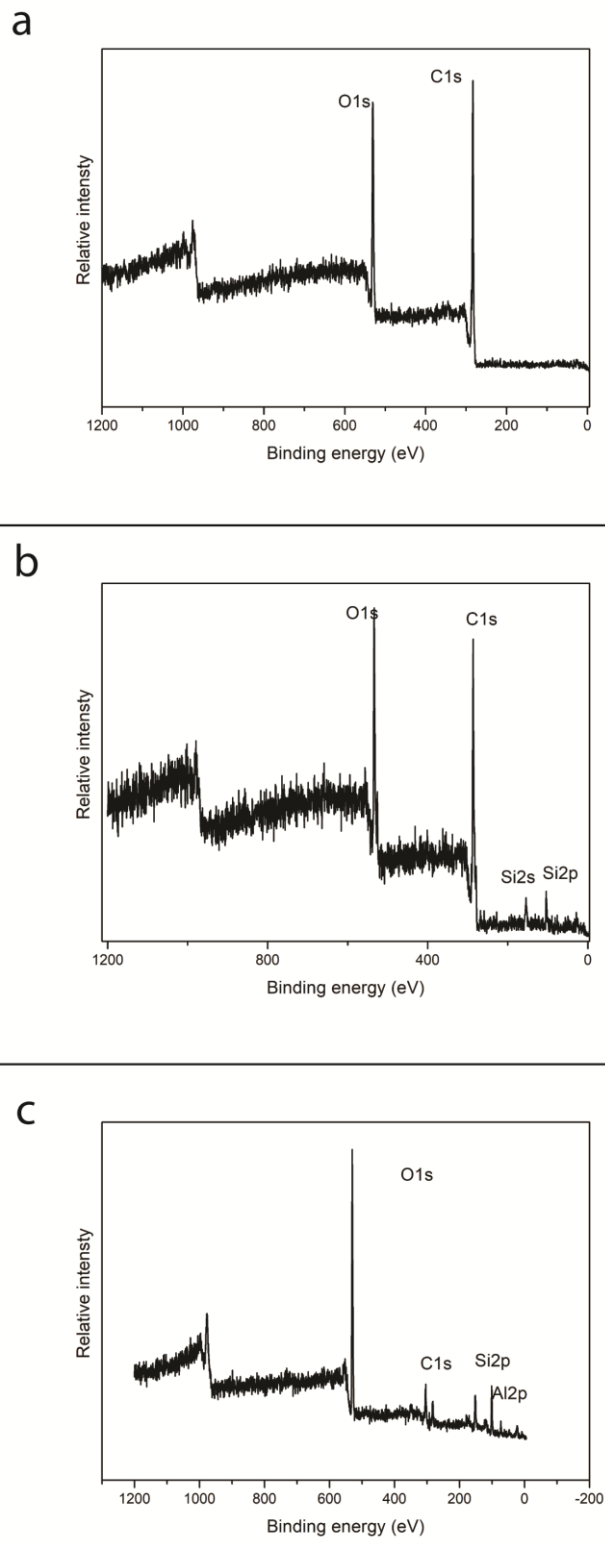 a
C1s
O1s
Relative intensty
1200 1000 800 600 400 200 0
Binding energy (eV)
b
O1s C1s
Relative intensty
Si2s Si2p
1200 800 400 0
Binding energy (eV)
c
O1s
Relative intensty
C1s Si2p
Al2p
1200 1000 800 600 400 200 0 -200
Binding energy (eV)